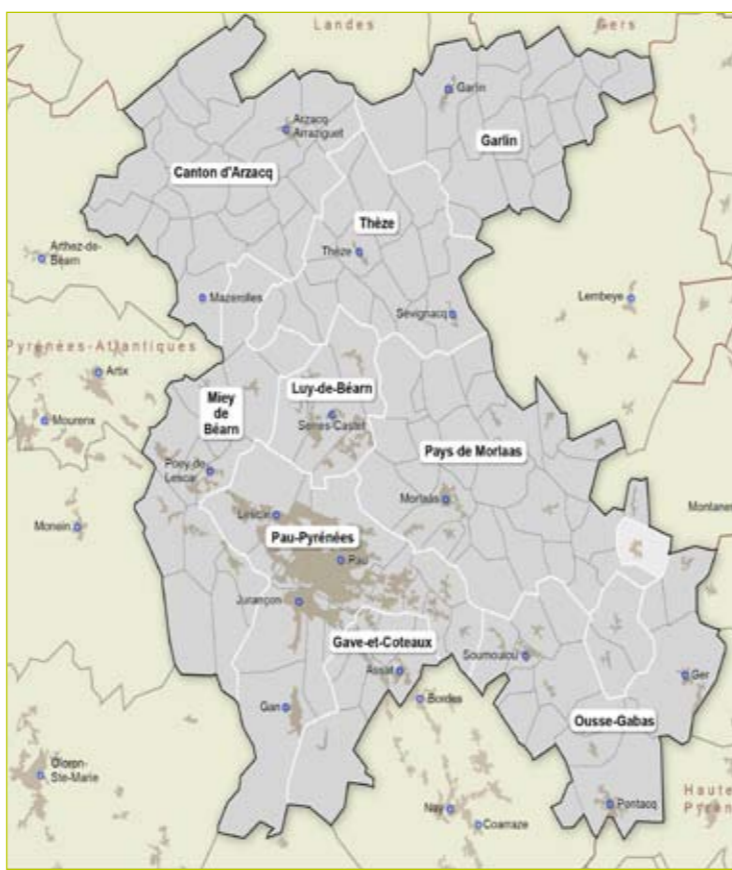 Landes
Gers
Garlin
Arzacq
Arraziguet
Garlin
Canton d'Arzacq
Thèze
Thèze
Arthez-de-
Béarn
Mazerolles
Lembeye
Sévignacq
Pyrénées-Atlantiques
Artix
Luy-de-Béarn
Miey
de
Béarn
Mourenx
Serres-Castet
Pays de Morlaas
Poey-de-
Lescar
Morlaàs
Montaner
Lescar
Monein
Pau-Pyrénées
Pau
Jurançon
Gave-et-Coteaux
Soumoulou
Assat
Ger
Bordes
Gan
Ousse-Gabas
Oloron-
Ste-Marie
Haute
Pyrén
Pontacq
Nay
Coarraze